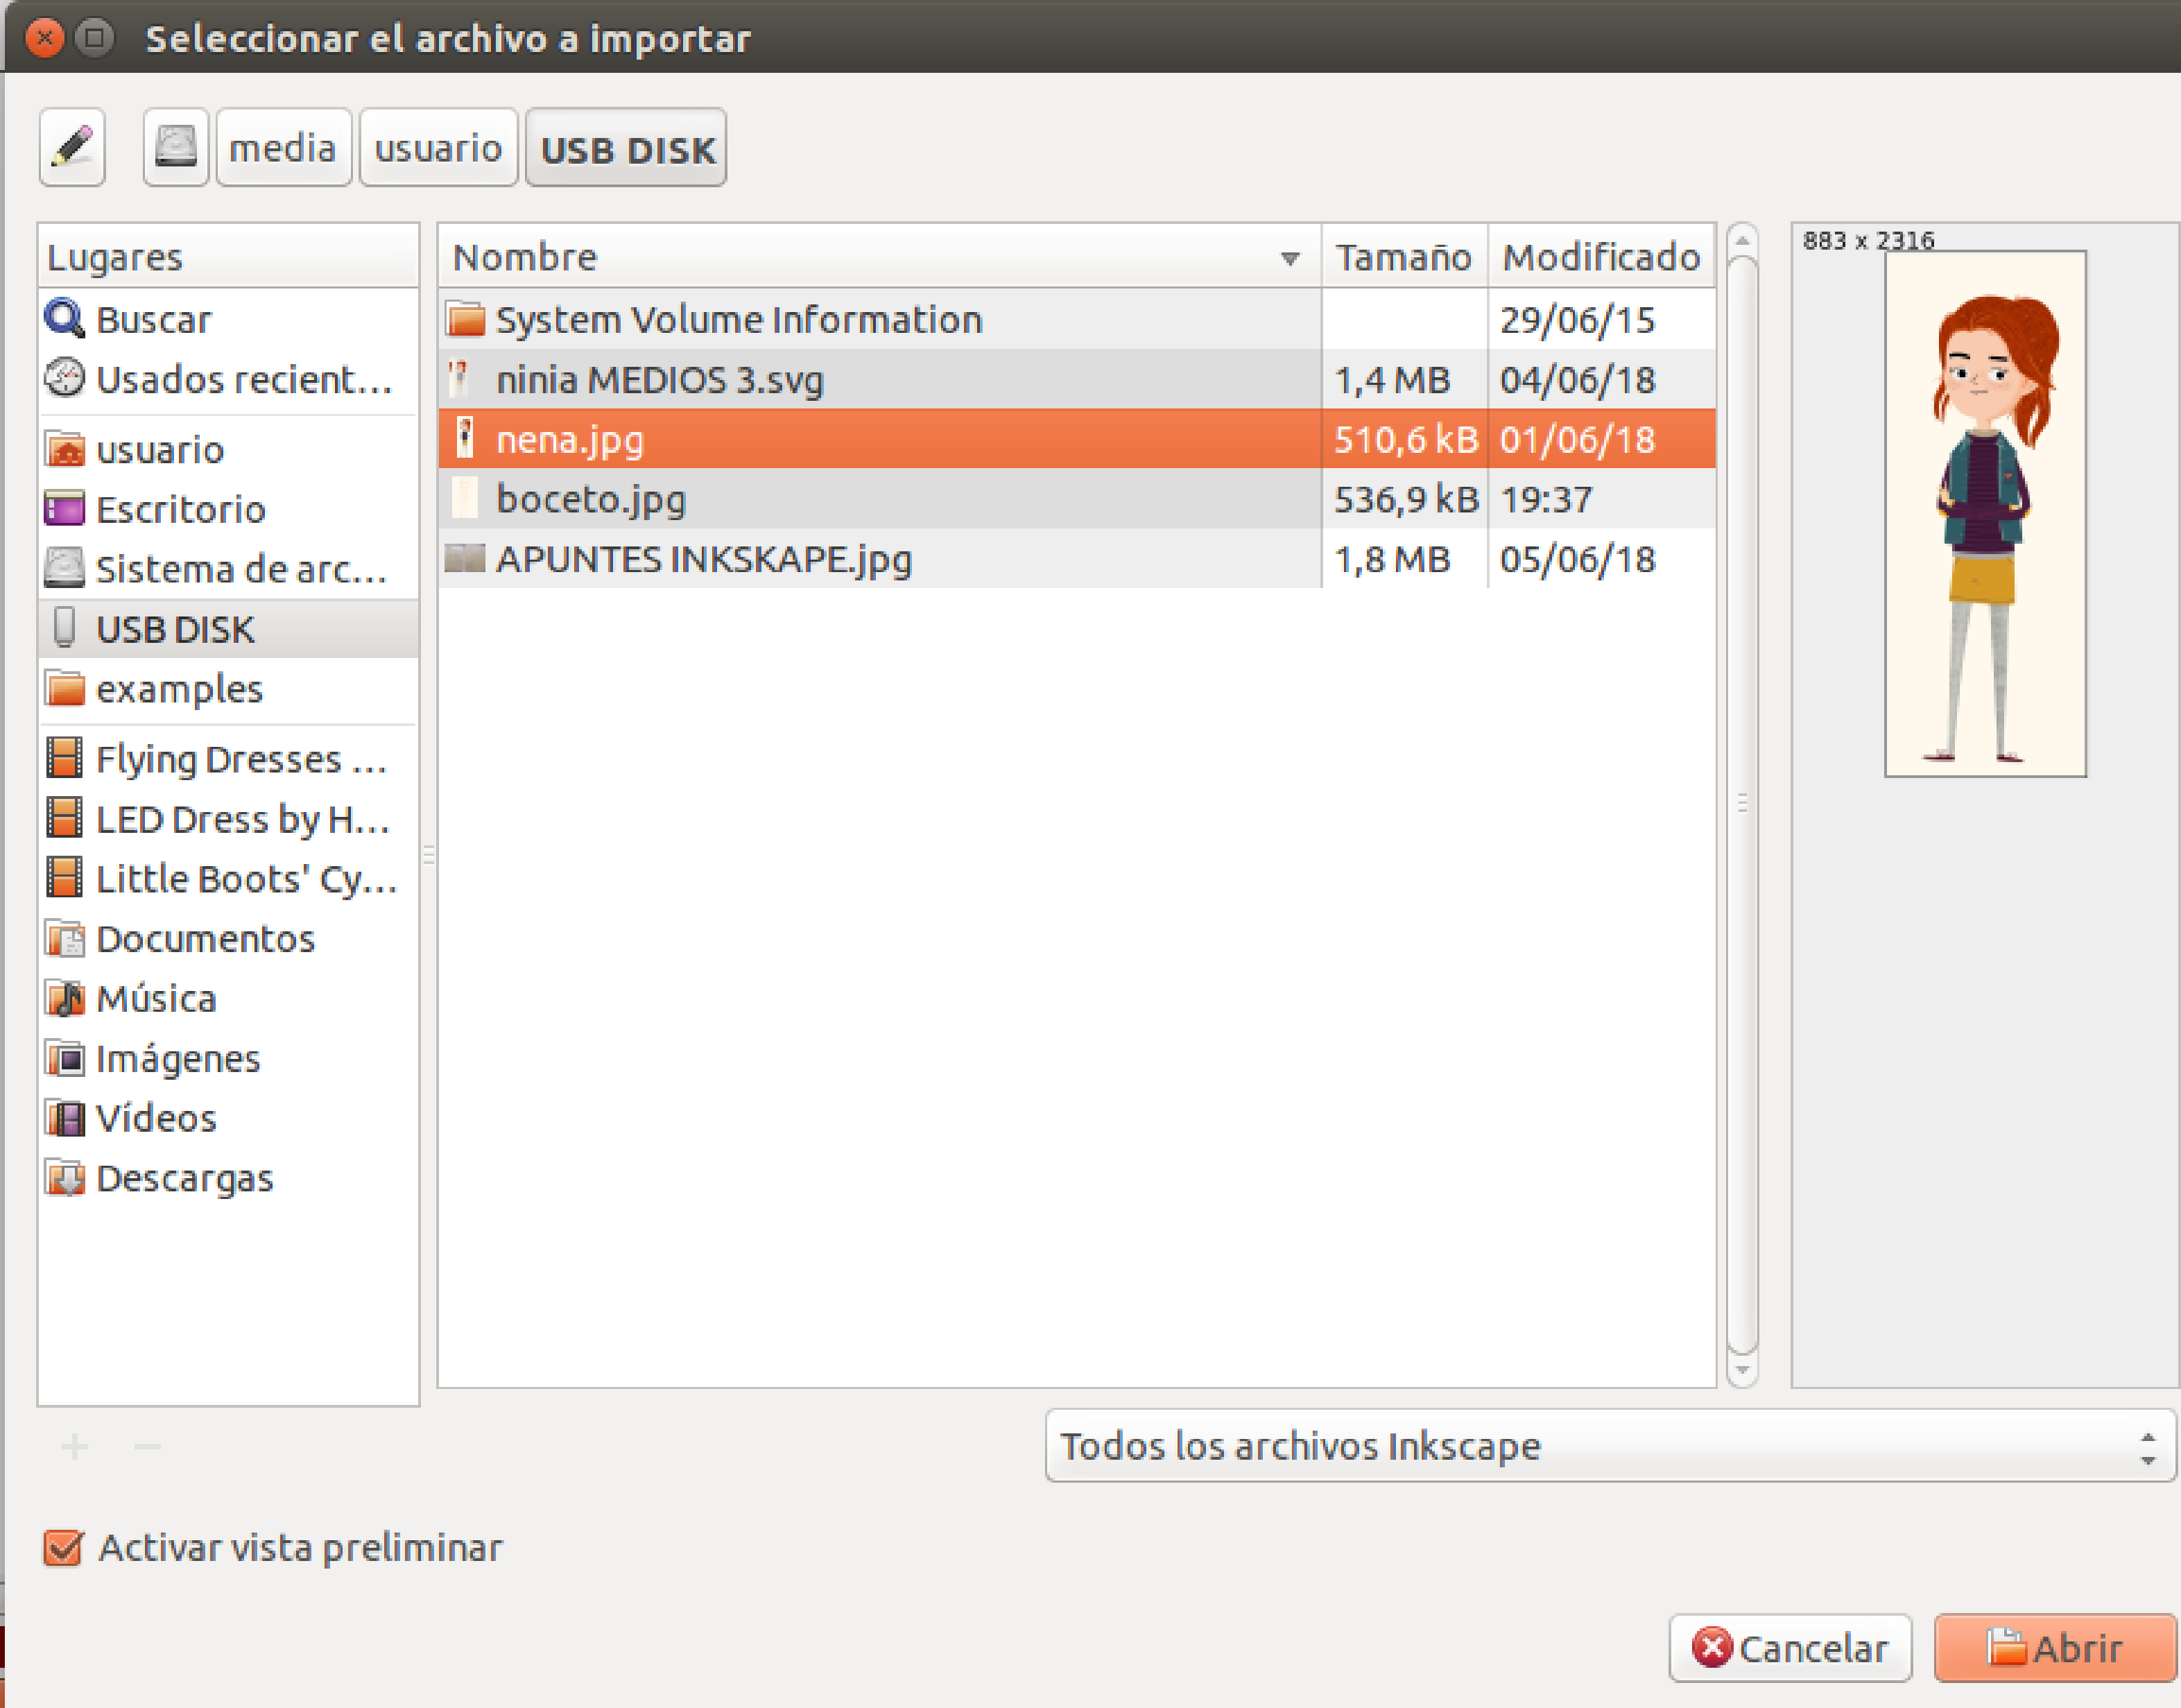 Seleccionar el archivo a importar
media usuario USB DISK
Lugares
Buscar
Usados recient...
usuario
Escritorio
Sistema de arc...
USB DISK
examples
Flying Dresses ...
LED Dress by H...
Little Boots' Cy...
Documentos
Música
Imágenes
Vídeos
Descargas
Nombre Tamaño Modificado
System Volume Information 29/06/15
ninia MEDIOS 3.svg 1,4 MB 04/06/18
nena.jpg 510,6 kB 01/06/18
boceto.jpg 536,9 kB 19:37
APUNTES INKSKAPE.jpg 1,8 MB 05/06/18
883 x 2316
Todos los archivos Inkscape
Activar vista preliminar
Cancelar Abrir